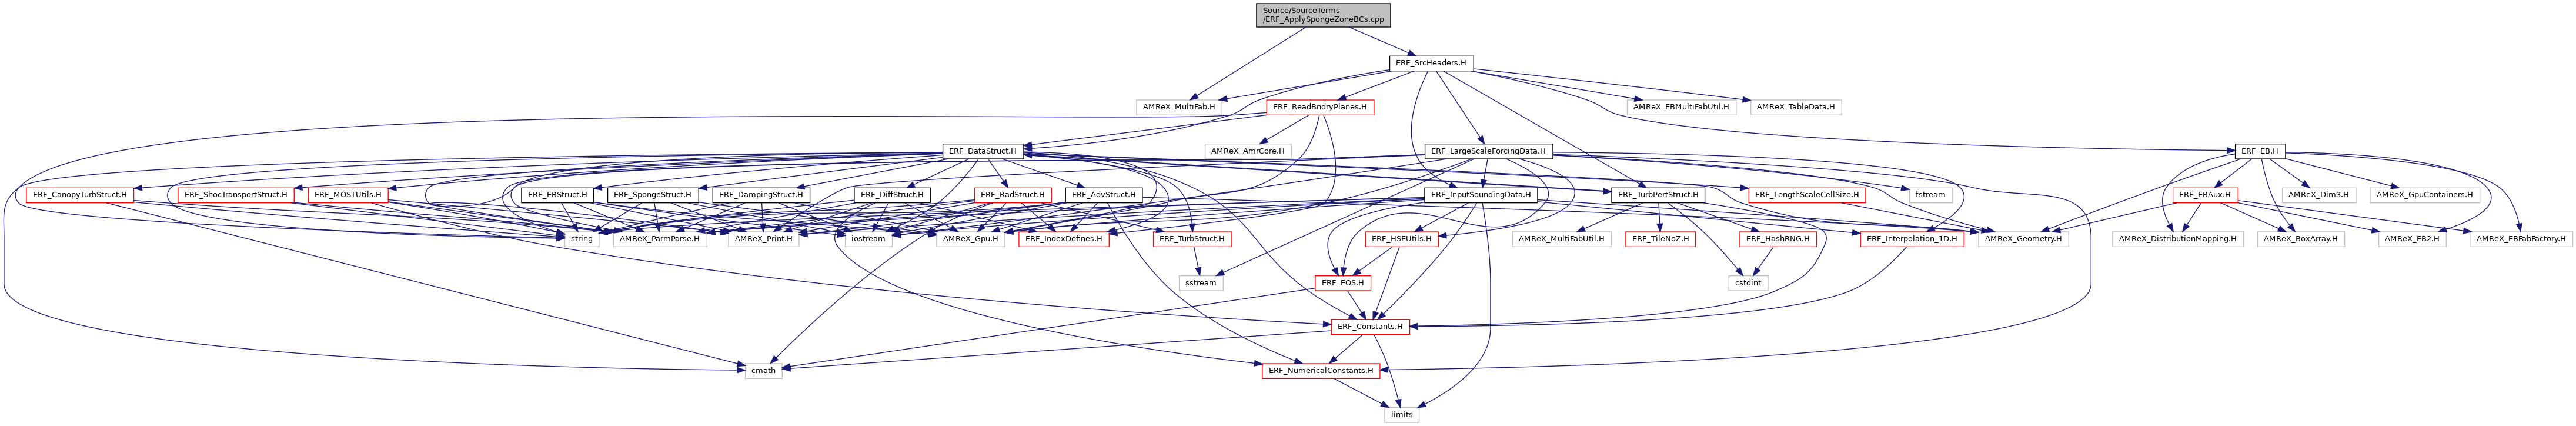 Source/SourceTerms
/ERF_ApplySpongeZoneBCs.cpp
ERF_SrcHeaders.H
AMReX_MultiFab.H
ERF_ReadBndryPlanes.H
AMReX_EBMultiFabUtil.H
AMReX_TableData.H
ERF_DataStruct.H
AMReX_AmrCore.H
ERF_LargeScaleForcingData.H
ERF_EB.H
ERF_CanopyTurbStruct.H
ERF_ShocTransportStruct.H
ERF_MOSTUtils.H
ERF_EBStruct.H
ERF_SpongeStruct.H
ERF_DampingStruct.H
ERF_DiffStruct.H
ERF_RadStruct.H
ERF_AdvStruct.H
ERF_InputSoundingData.H
ERF_TurbPertStruct.H
ERF_LengthScaleCellSize.H
fstream
ERF_EBAux.H
AMReX_Dim3.H
AMReX_GpuContainers.H
string
AMReX_ParmParse.H
AMReX_Print.H
iostream
AMReX_Gpu.H
ERF_IndexDefines.H
ERF_TurbStruct.H
ERF_HSEUtils.H
AMReX_MultiFabUtil.H
ERF_TileNoZ.H
ERF_HashRNG.H
ERF_Interpolation_1D.H
AMReX_Geometry.H
AMReX_DistributionMapping.H
AMReX_BoxArray.H
AMReX_EB2.H
AMReX_EBFabFactory.H
sstream
ERF_EOS.H
cstdint
ERF_Constants.H
cmath
ERF_NumericalConstants.H
limits